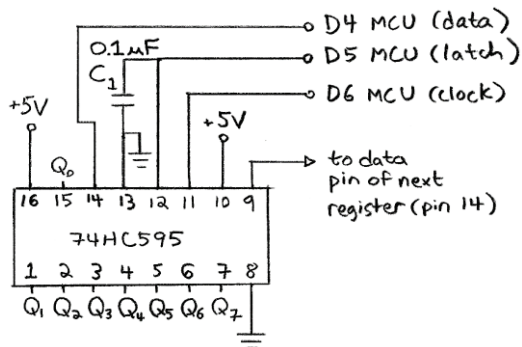 D4 MCU (data)
0.1μF
D5 MCU (latch)
C1
D6 MCU (clock)
+5V
+5V
to data
pin of next
register (pin 14)
Q0
16 15 14 13 12 11 10 9
74HC595
1 2 3 4 5 6 7 8
Q1 Q2 Q3 Q4 Q5 Q6 Q7